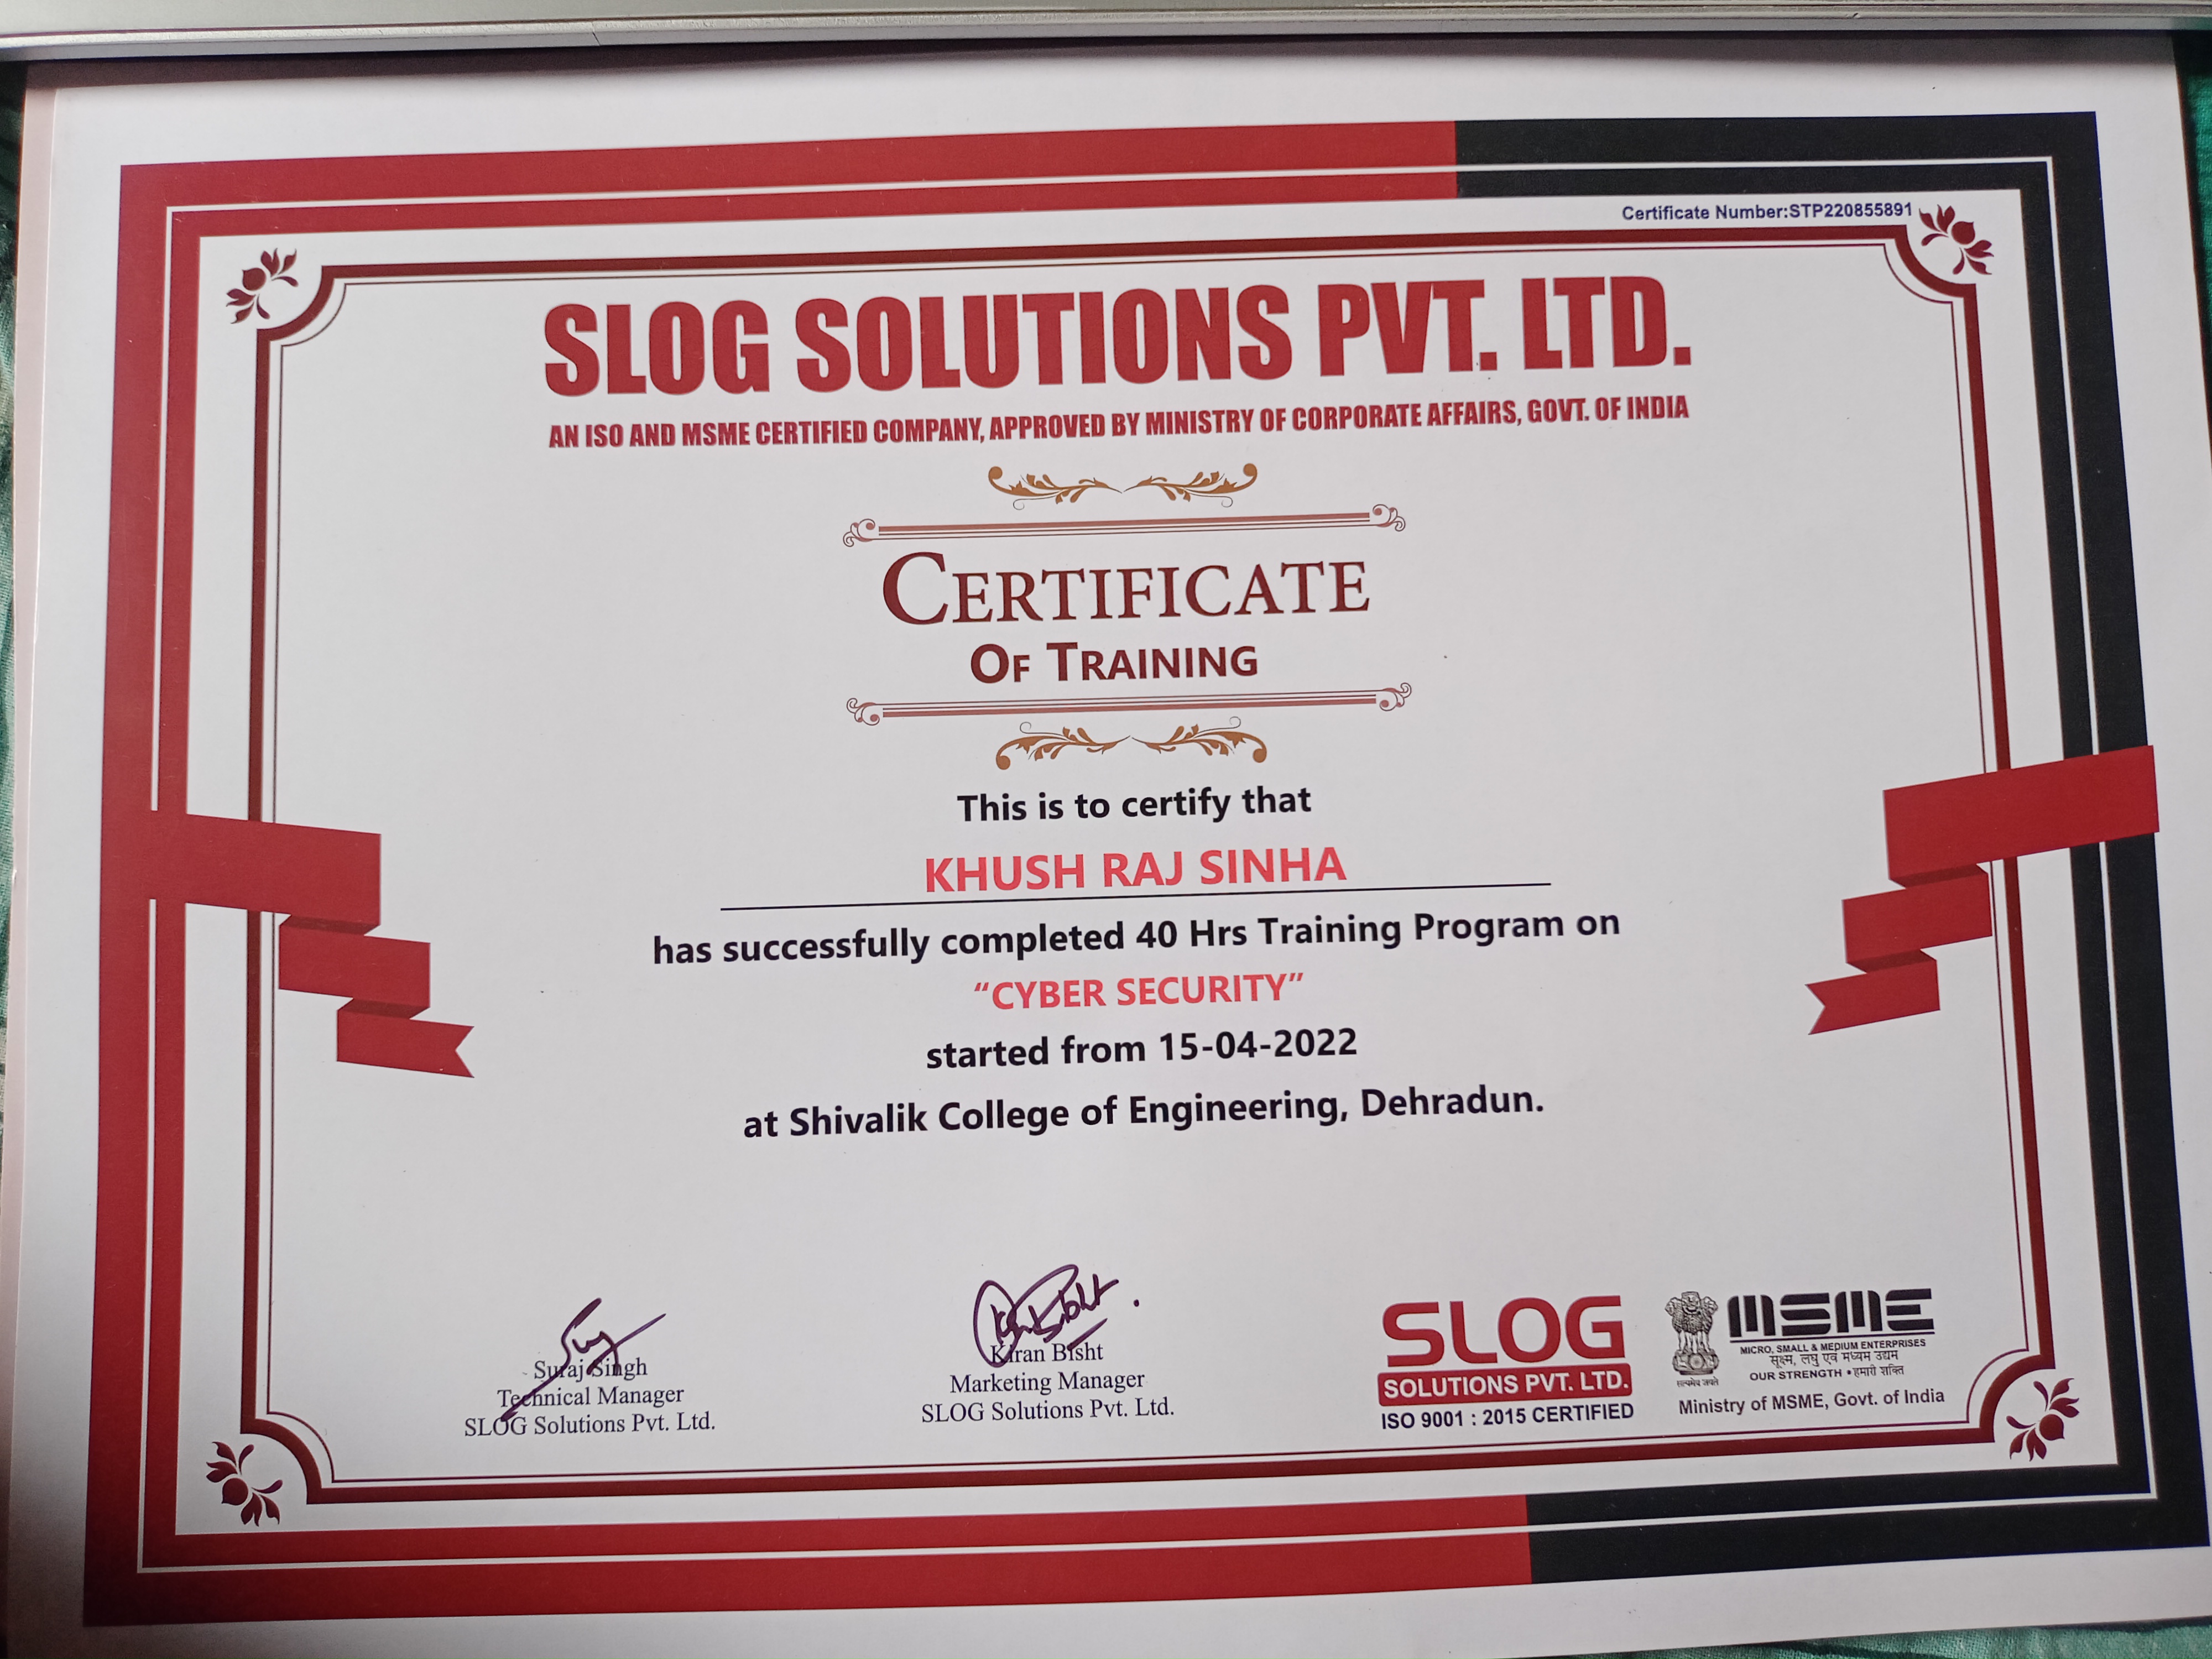 Certificate Number:STP220855891
SLOG SOLUTIONS PVT. LTD.
AN ISO AND MSME CERTIFIED COMPANY, APPROVED BY MINISTRY OF CORPORATE AFFAIRS, GOVT. OF INDIA
CERTIFICATE
OF TRAINING
This is to certify that
KHUSH RAJ SINHA
has successfully completed 40 Hrs Training Program on
“CYBER SECURITY”
started from 15-04-2022
at Shivalik College of Engineering, Dehradun.
Suraj Singh
Technical Manager
SLOG Solutions Pvt. Ltd.
Kiran Bisht
Marketing Manager
SLOG Solutions Pvt. Ltd.
SLOG
SOLUTIONS PVT. LTD.
ISO 9001 : 2015 CERTIFIED
सत्यमेव जयते
MSME
MICRO, SMALL & MEDIUM ENTERPRISES
सूक्ष्म, लघु एवं मध्यम उद्यम
OUR STRENGTH • हमारी शक्ति
Ministry of MSME, Govt. of India